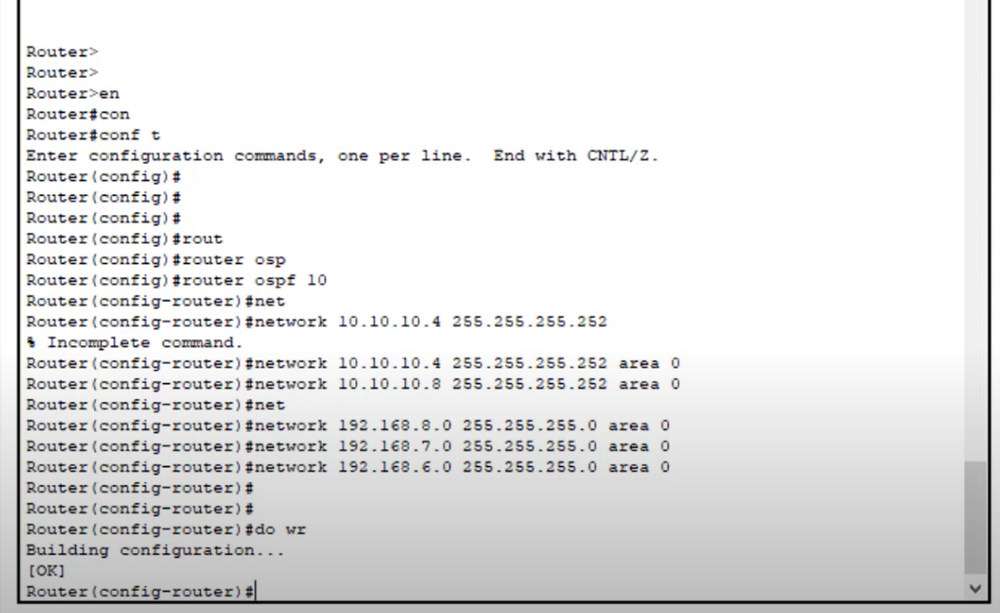 Router>
Router>
Router>en
Router#con
Router#conf t
Enter configuration commands, one per line.  End with CNTL/Z.
Router(config)#
Router(config)#
Router(config)#
Router(config)#rout
Router(config)#router osp
Router(config)#router ospf 10
Router(config-router)#net
Router(config-router)#network 10.10.10.4 255.255.255.252
% Incomplete command.
Router(config-router)#network 10.10.10.4 255.255.255.252 area 0
Router(config-router)#network 10.10.10.8 255.255.255.252 area 0
Router(config-router)#net
Router(config-router)#network 192.168.8.0 255.255.255.0 area 0
Router(config-router)#network 192.168.7.0 255.255.255.0 area 0
Router(config-router)#network 192.168.6.0 255.255.255.0 area 0
Router(config-router)#
Router(config-router)#
Router(config-router)#do wr
Building configuration...
[OK]
Router(config-router)#